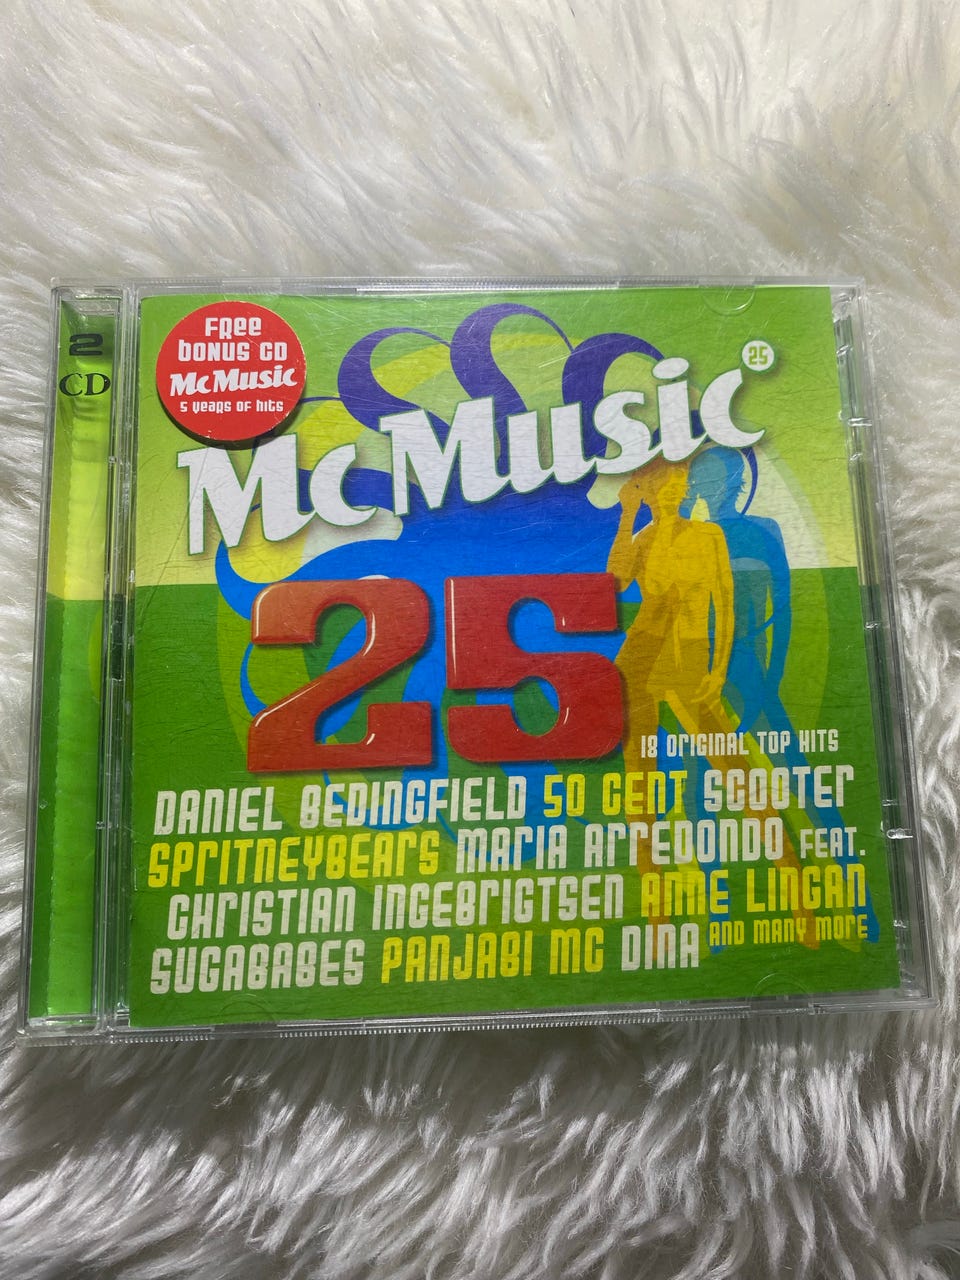 2
CD
FREE
BONUS CD
McMusic
5 YEARS OF HITS
McMusic 25
25
18 ORIGINAL TOP HITS
DANIEL BEDINGFIELD 50 CENT SCOOTER
SPRITNEYBEARS MARIA ARREDONDO FEAT.
CHRISTIAN INGEBRIGTSEN ANNE LINGAN
SUGABABES PANJABI MC DINA AND MANY MORE